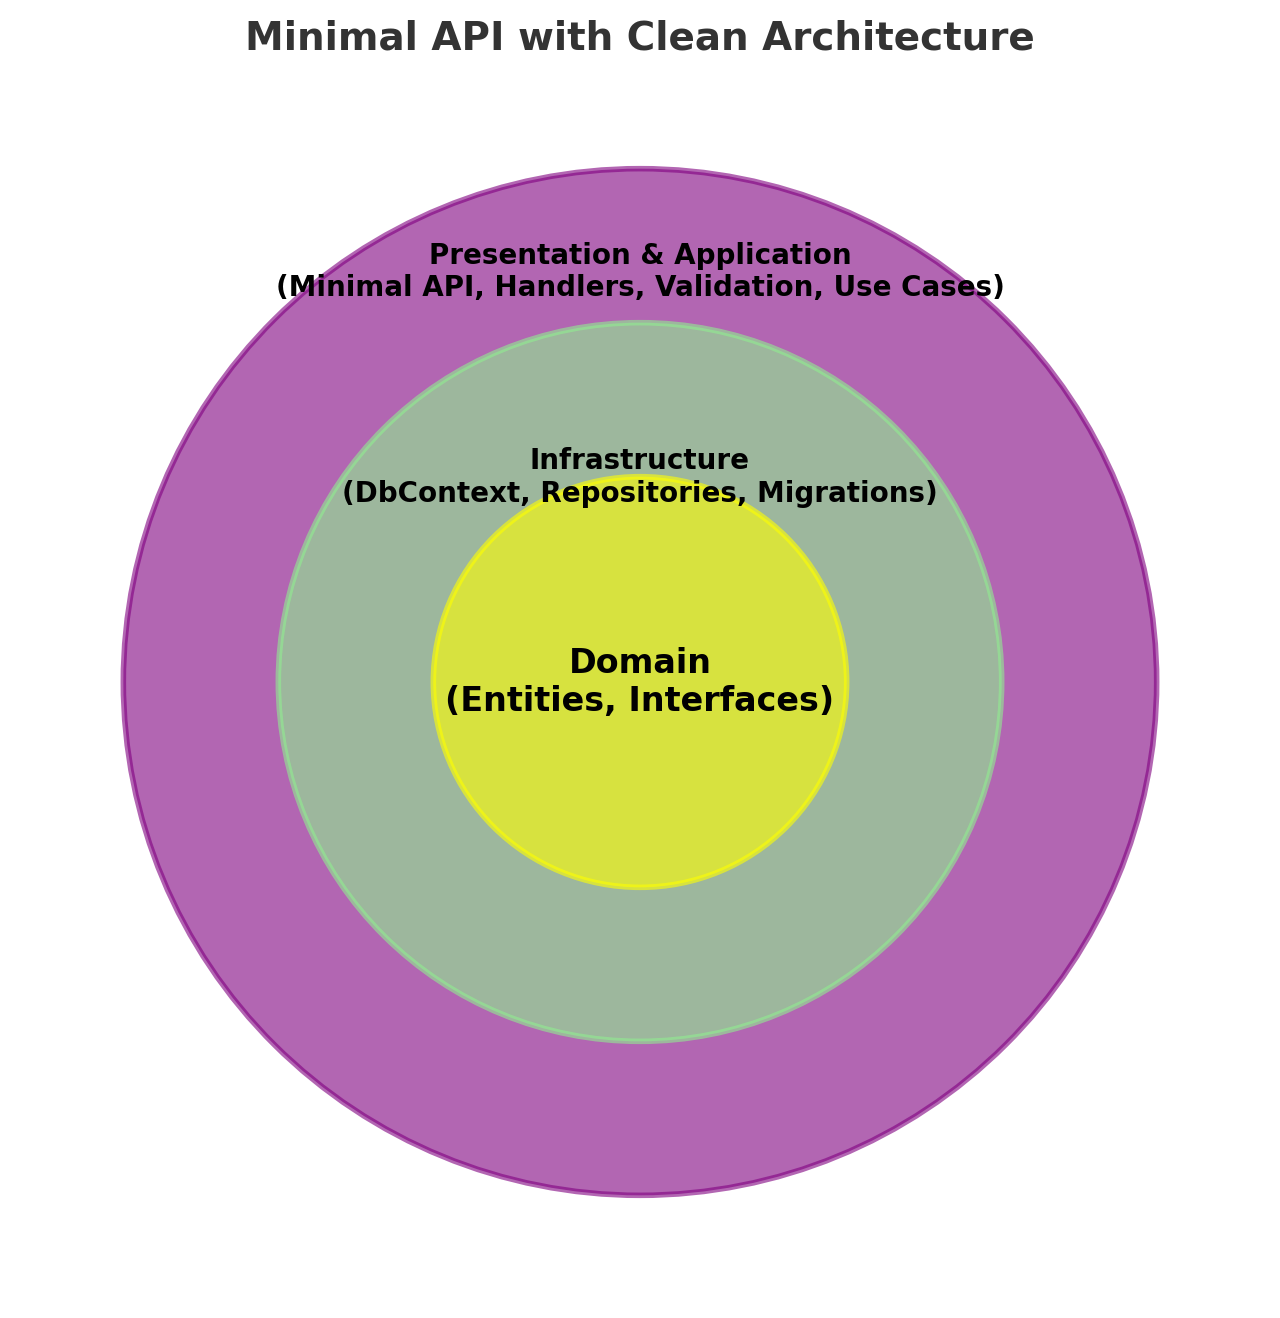 Minimal API with Clean Architecture
Presentation & Application
(Minimal API, Handlers, Validation, Use Cases)
Infrastructure
(DbContext, Repositories, Migrations)
Domain
(Entities, Interfaces)